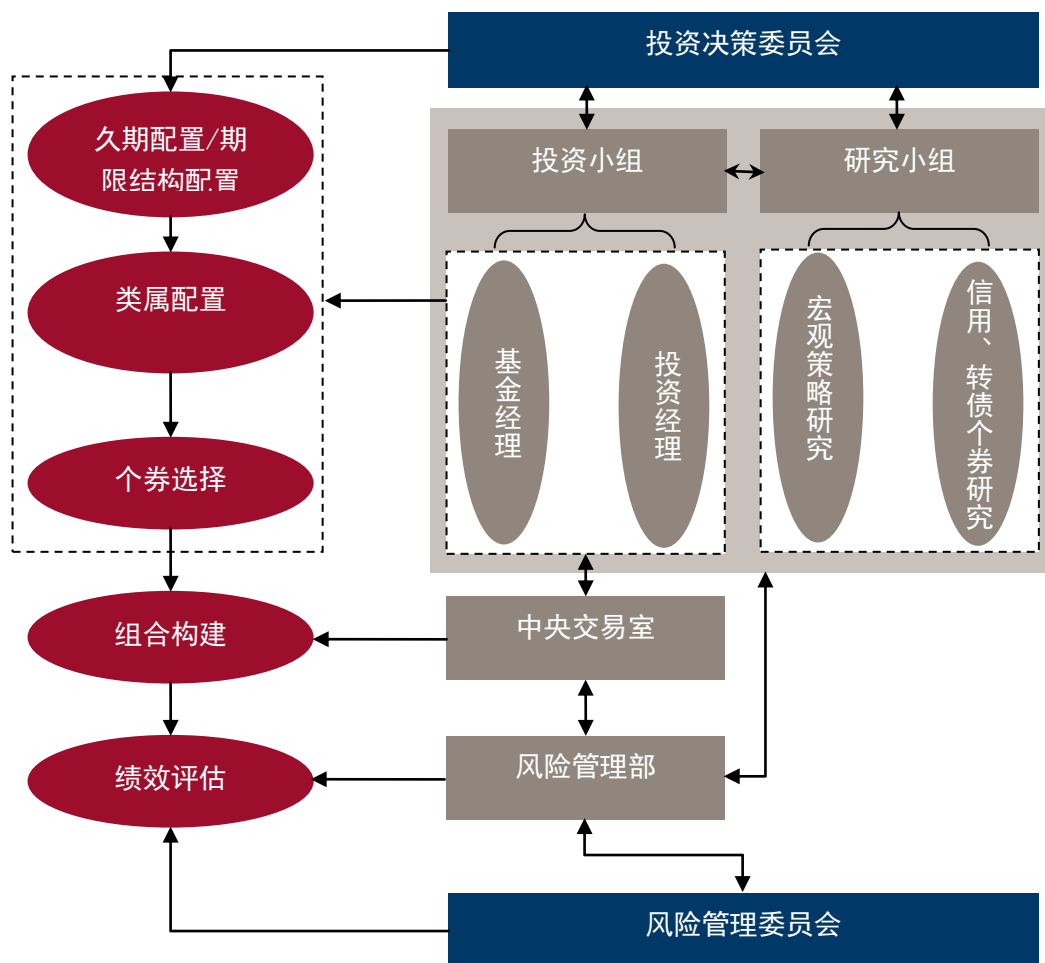 投资决策委员会
久期配置/期
限结构配置
投资小组
研究小组
类属配置
基金经理
投资经理
宏观策略研究
信用、转债个券研究
个券选择
组合构建
中央交易室
绩效评估
风险管理部
风险管理委员会